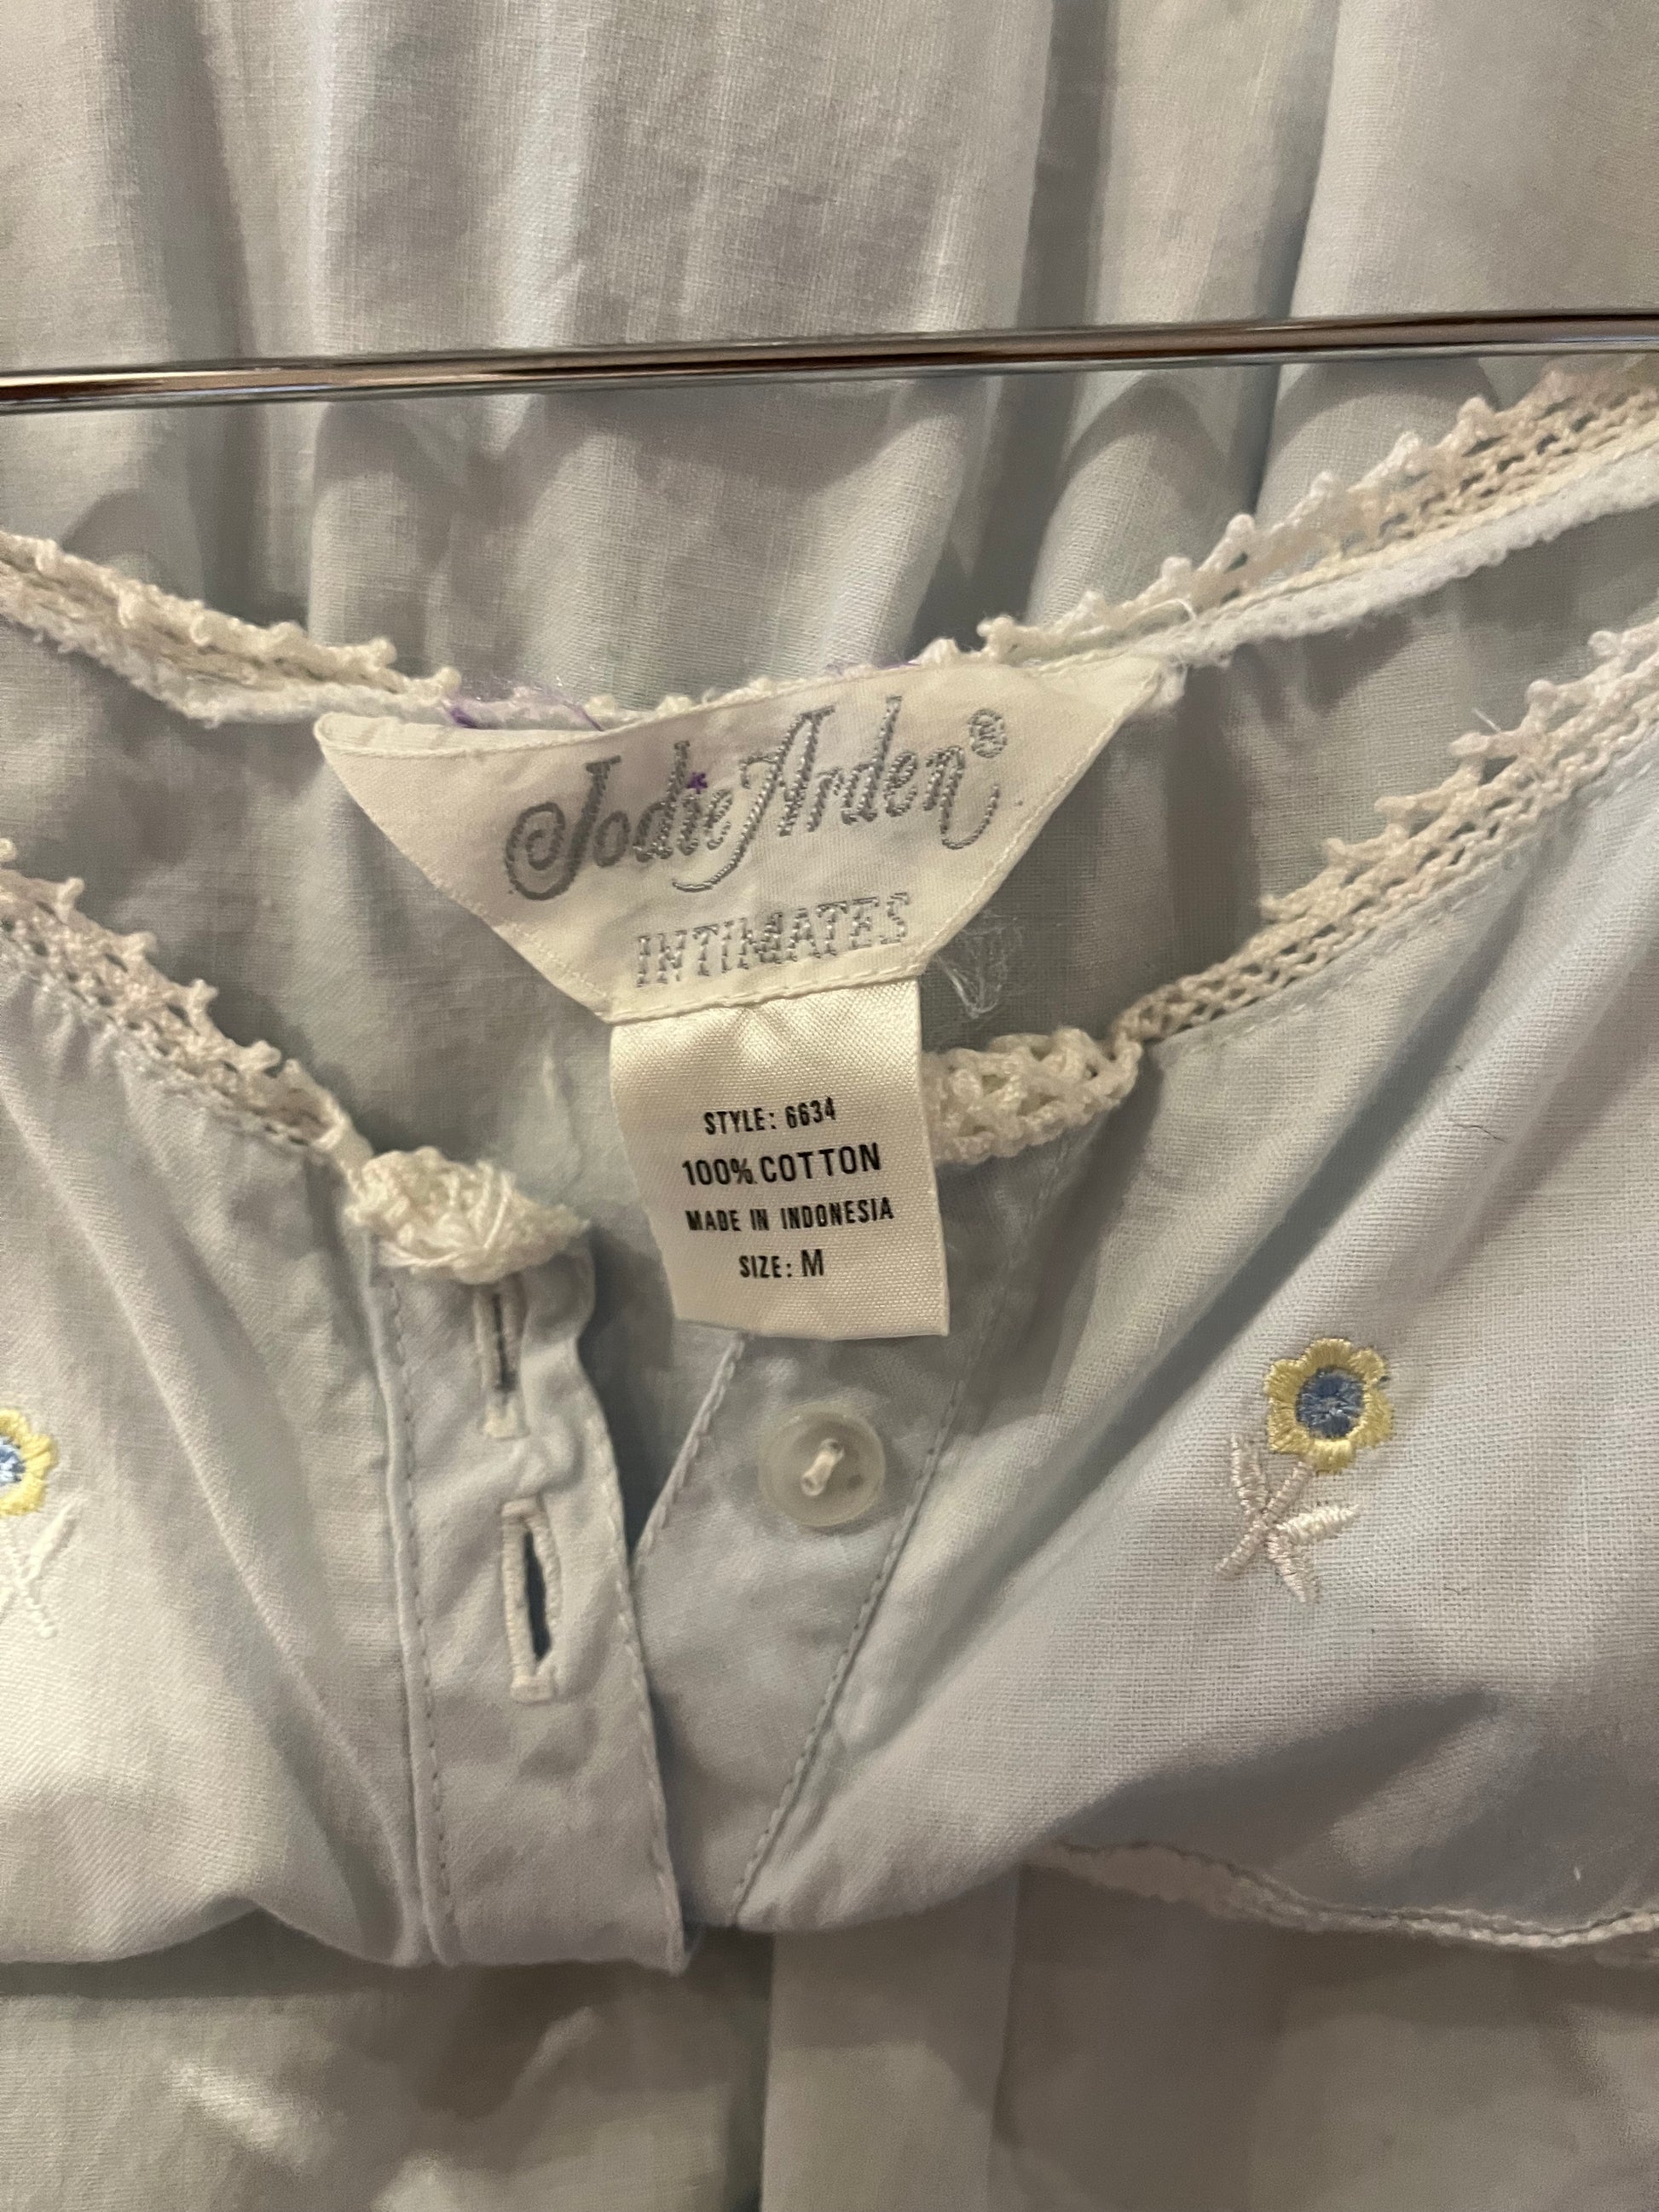 Jodie Arden®
INTIMATES
STYLE: 6634
100% COTTON
MADE IN INDONESIA
SIZE: M